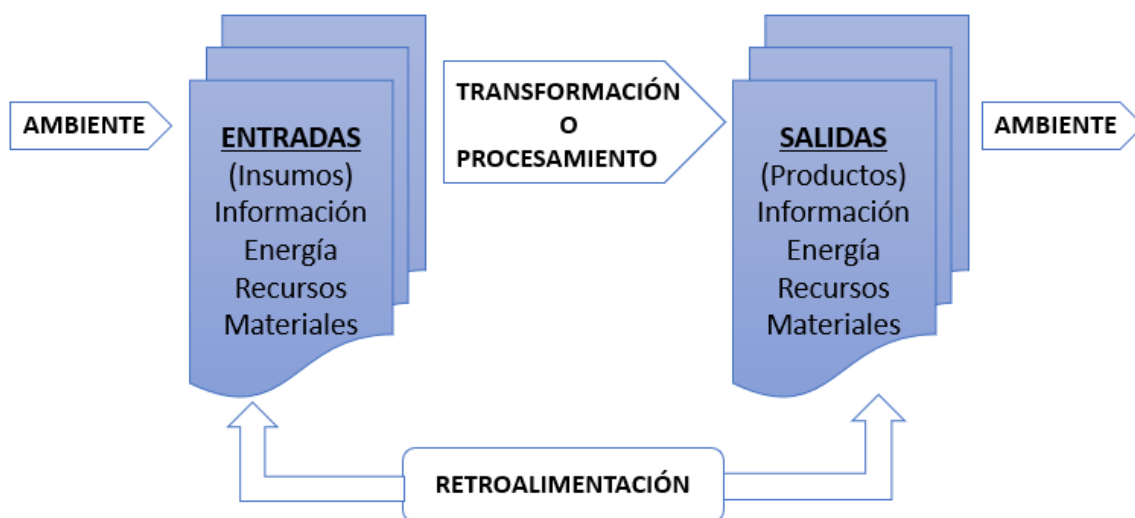 AMBIENTE
ENTRADAS
(Insumos)
Información
Energía
Recursos
Materiales
TRANSFORMACIÓN
O
PROCESAMIENTO
SALIDAS
(Productos)
Información
Energía
Recursos
Materiales
AMBIENTE
RETROALIMENTACIÓN